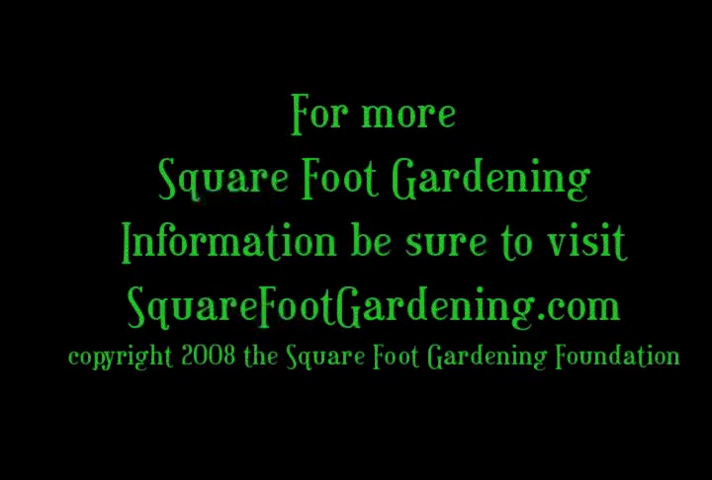 For more
Square Foot Gardening
Information be sure to visit
SquareFootGardening.com
copyright 2008 the Square Foot Gardening Foundation